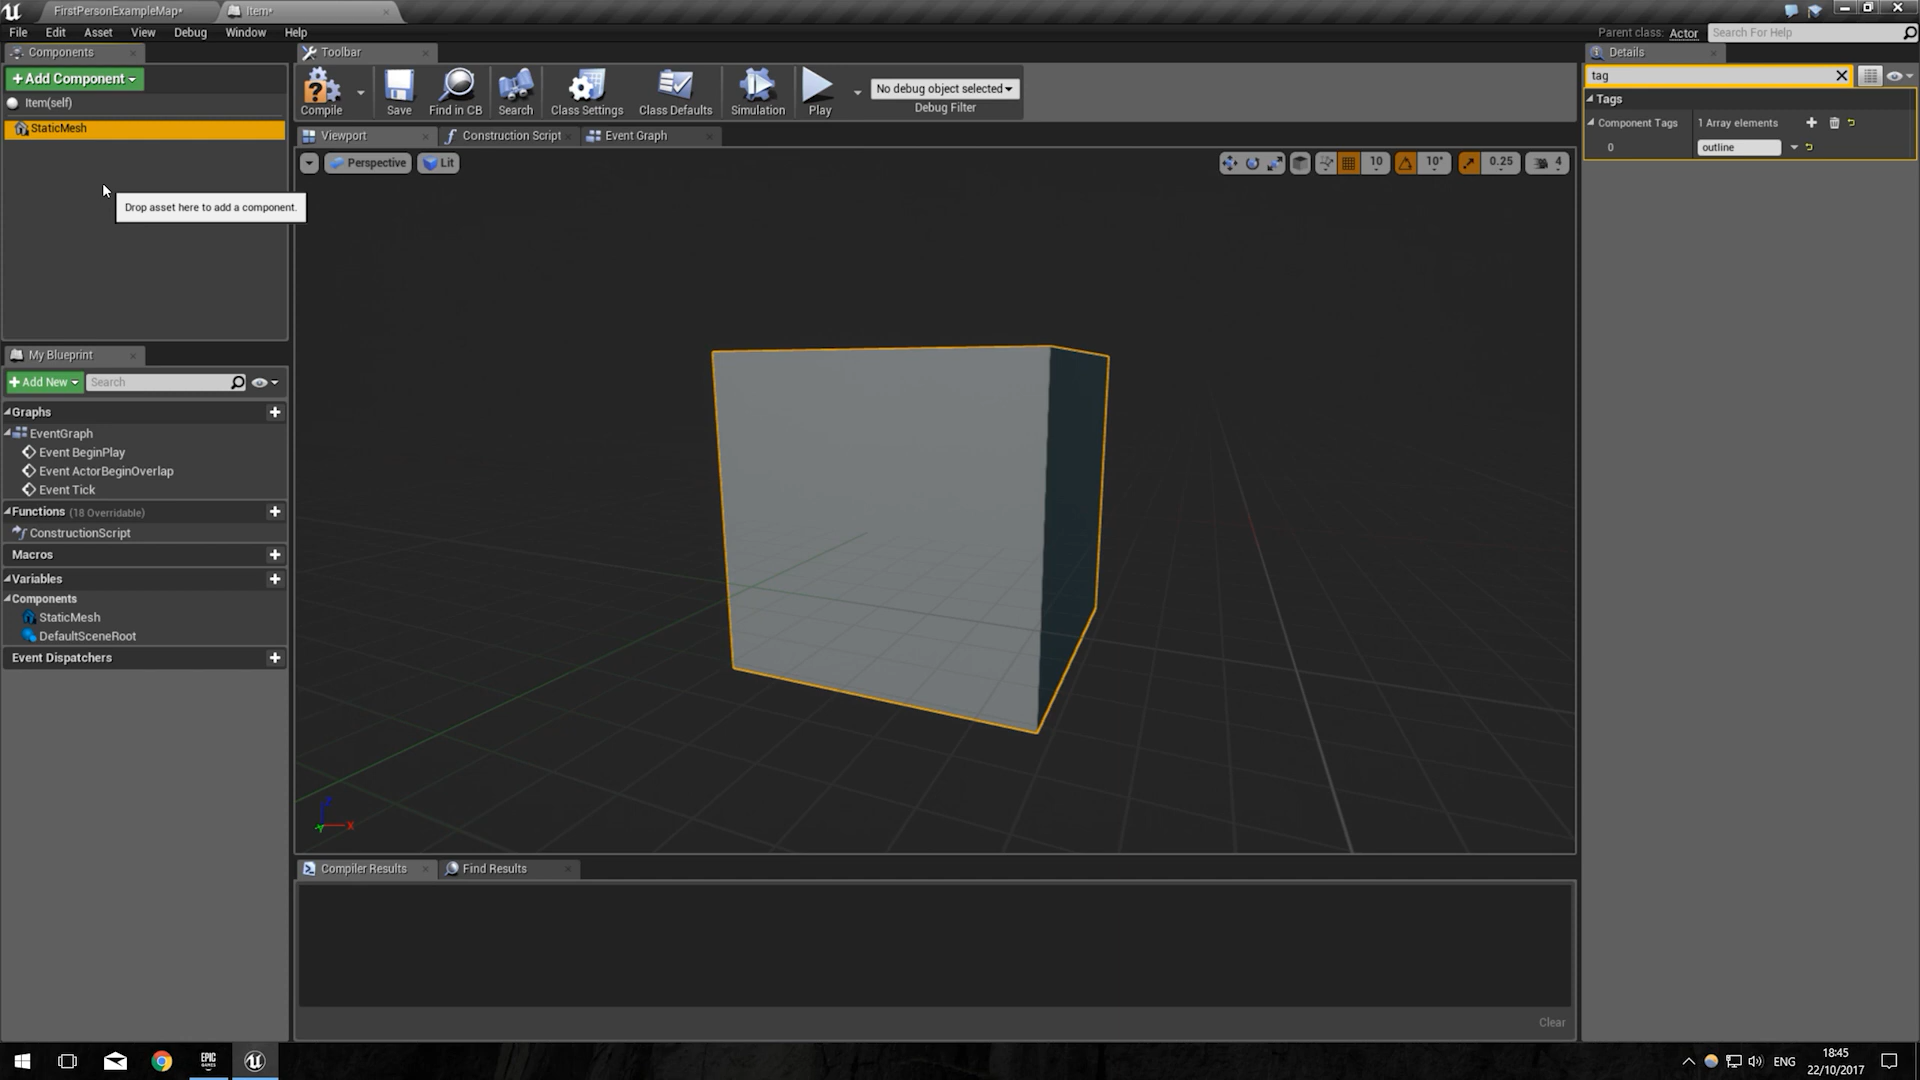 FirstPersonExampleMap*
Item*
File Edit Asset View Debug Window Help
Parent class: Actor
Search For Help
Components
+Add Component
Item(self)
StaticMesh
Drop asset here to add a component.
Toolbar
Compile
Save
Find in CB
Search
Class Settings
Class Defaults
Simulation
Play
No debug object selected
Debug Filter
Viewport
Construction Script
Event Graph
Perspective
Lit
10
10°
0.25
4
X
Y
Z
My Blueprint
+Add New
Search
Graphs
EventGraph
Event BeginPlay
Event ActorBeginOverlap
Event Tick
Functions (18 Overridable)
ConstructionScript
Macros
Variables
Components
StaticMesh
DefaultSceneRoot
Event Dispatchers
Compiler Results
Find Results
Clear
Details
tag
Tags
Component Tags
1 Array elements
0
outline
EPIC
GAMES
ENG
18:45
22/10/2017